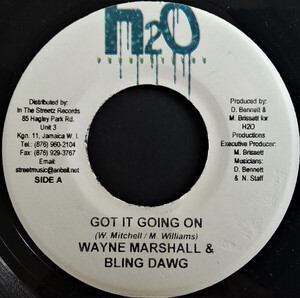 H2O
PRODUCTIONS
Distributed by:
In The Streetz Records
85 Hagley Park Rd.
Unit 3
Kgn. 11, Jamaica W. I.
Tel: (876) 960-2104
Fax: (876) 929-3767
Email:
streetmusic@anbell.net
SIDE A
Produced by:
D. Bennett &
M. Brissett for
H2O
Productions
Executive Producer:
M. Brissett
Musicians:
D. Bennett
& N. Staff
GOT IT GOING ON
(W. Mitchell / M. Williams)
WAYNE MARSHALL &
BLING DAWG